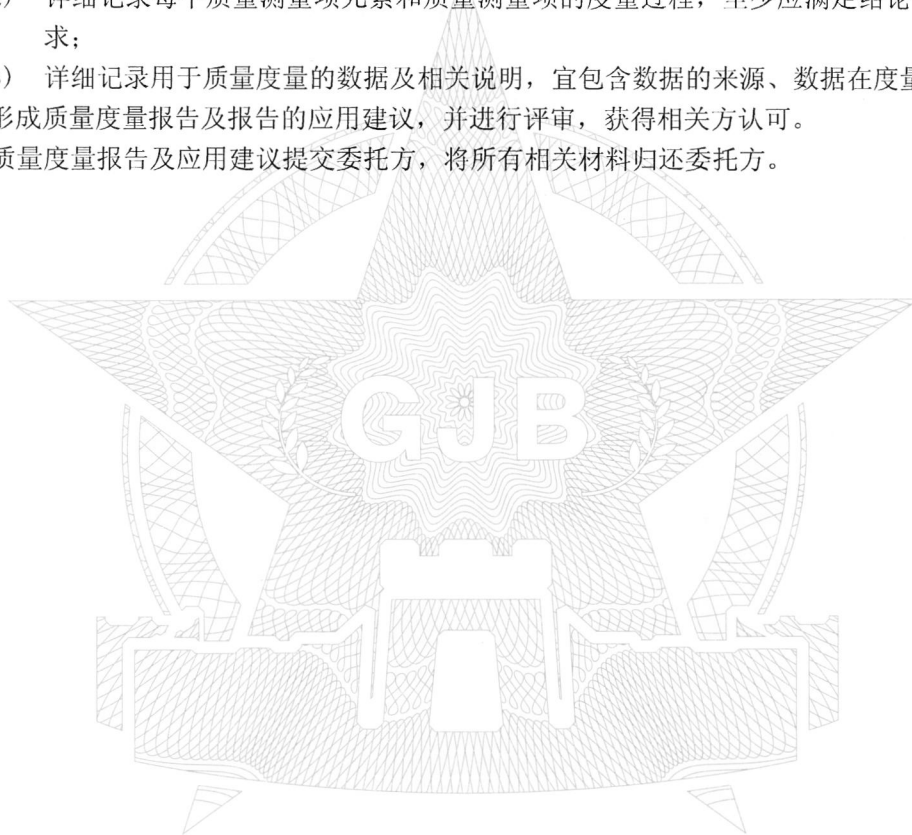 ) 详细记录每个质量测量项元素和质量测量项的度量过程，至少应满足结论
求；
) 详细记录用于质量度量的数据及相关说明，宜包含数据的来源、数据在度量
形成质量度量报告及报告的应用建议，并进行评审，获得相关方认可。
质量度量报告及应用建议提交委托方，将所有相关材料归还委托方。
GJB